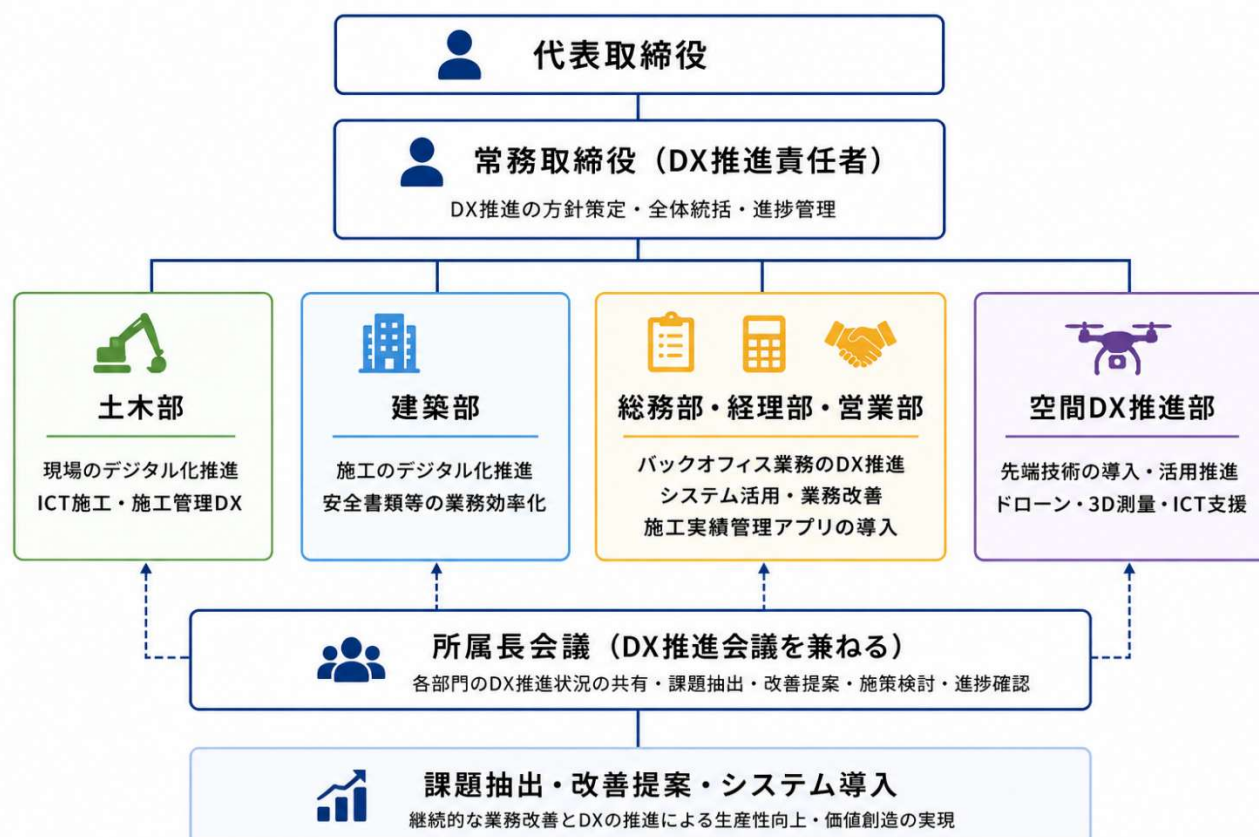 代表取締役
常務取締役（DX推進責任者）
DX推進の方針策定・全体統括・進捗管理
土木部
現場のデジタル化推進
ICT施工・施工管理DX
建築部
施工のデジタル化推進
安全書類等の業務効率化
総務部・経理部・営業部
バックオフィス業務のDX推進
システム活用・業務改善
施工実績管理アプリの導入
空間DX推進部
先端技術の導入・活用推進
ドローン・3D測量・ICT支援
所属長会議（DX推進会議を兼ねる）
各部門のDX推進状況の共有・課題抽出・改善提案・施策検討・進捗確認
課題抽出・改善提案・システム導入
継続的な業務改善とDXの推進による生産性向上・価値創造の実現